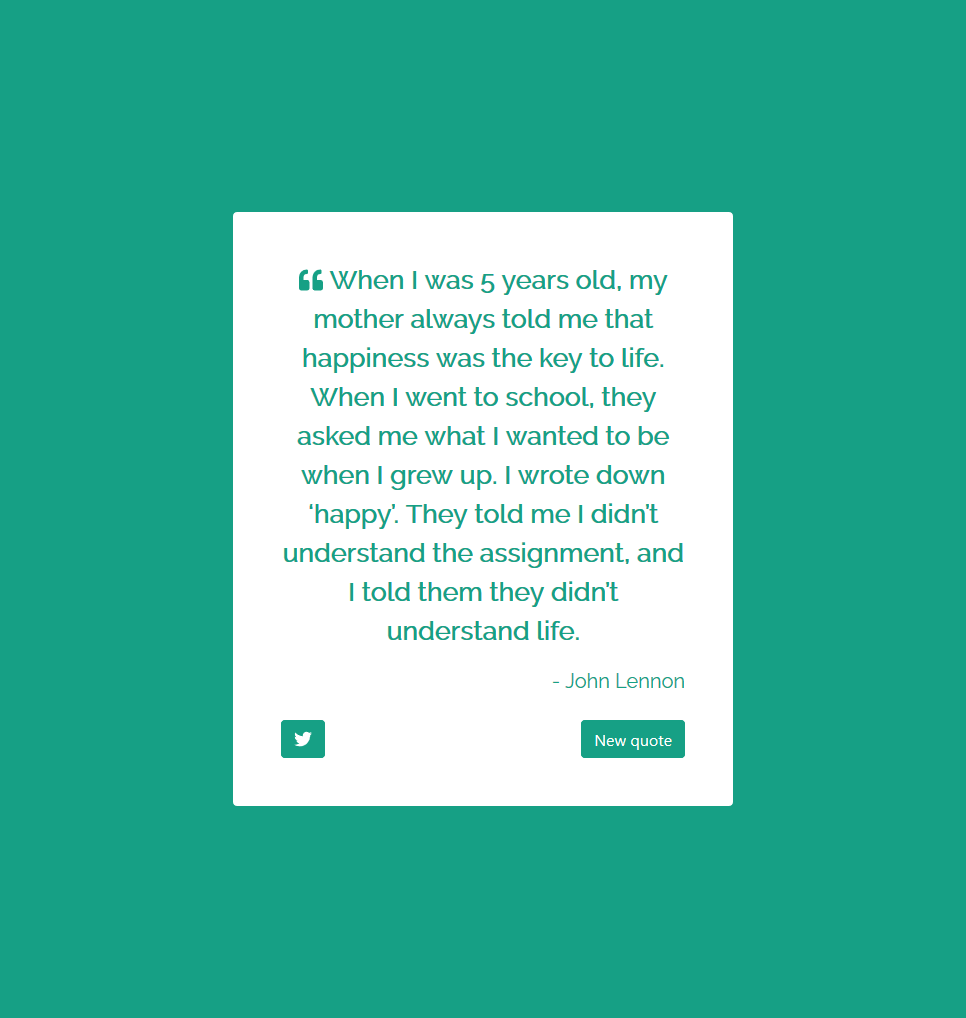 “ When I was 5 years old, my
mother always told me that
happiness was the key to life.
When I went to school, they
asked me what I wanted to be
when I grew up. I wrote down
‘happy’. They told me I didn’t
understand the assignment, and
I told them they didn’t
understand life.
- John Lennon
New quote